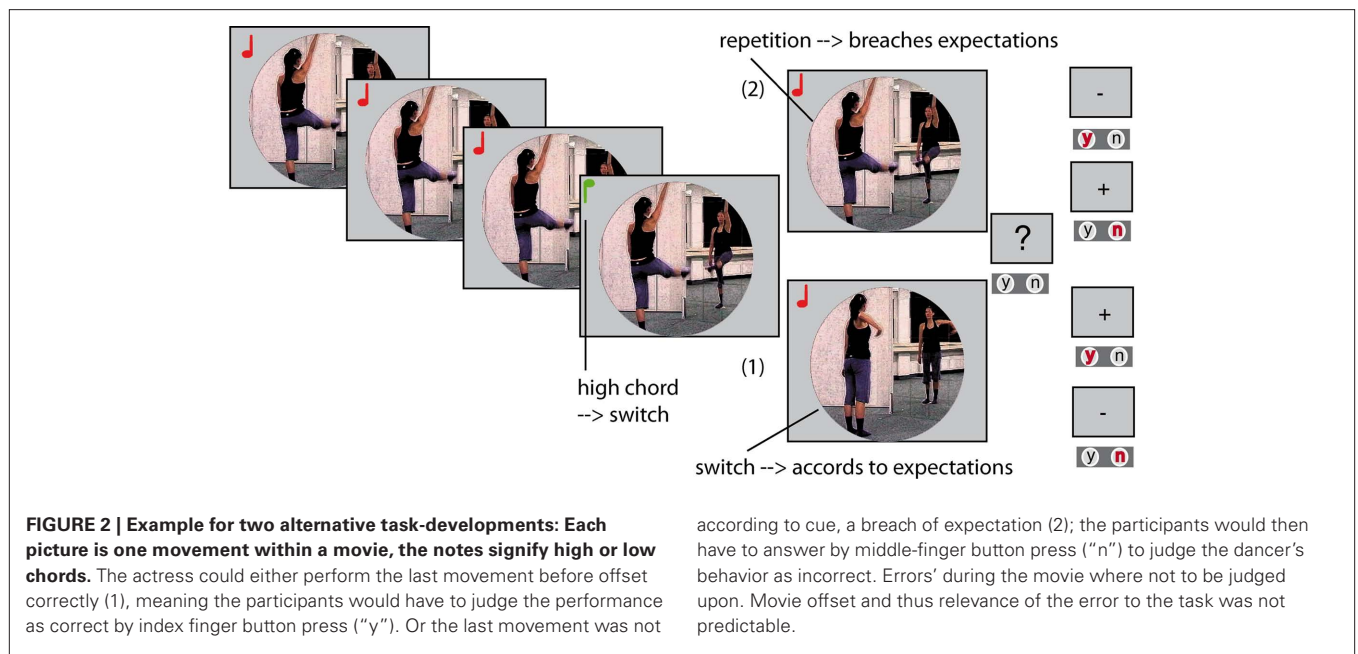 repetition --> breaches expectations
(2)
-
y n
+
y n
?
y n
(1)
high chord
--> switch
+
y n
-
y n
switch --> accords to expectations
FIGURE 2 | Example for two alternative task-developments: Each
picture is one movement within a movie, the notes signify high or low
chords. The actress could either perform the last movement before offset
correctly (1), meaning the participants would have to judge the performance
as correct by index finger button press (“y”). Or the last movement was not
according to cue, a breach of expectation (2); the participants would then
have to answer by middle-finger button press (“n”) to judge the dancer’s
behavior as incorrect. Errors’ during the movie where not to be judged
upon. Movie offset and thus relevance of the error to the task was not
predictable.